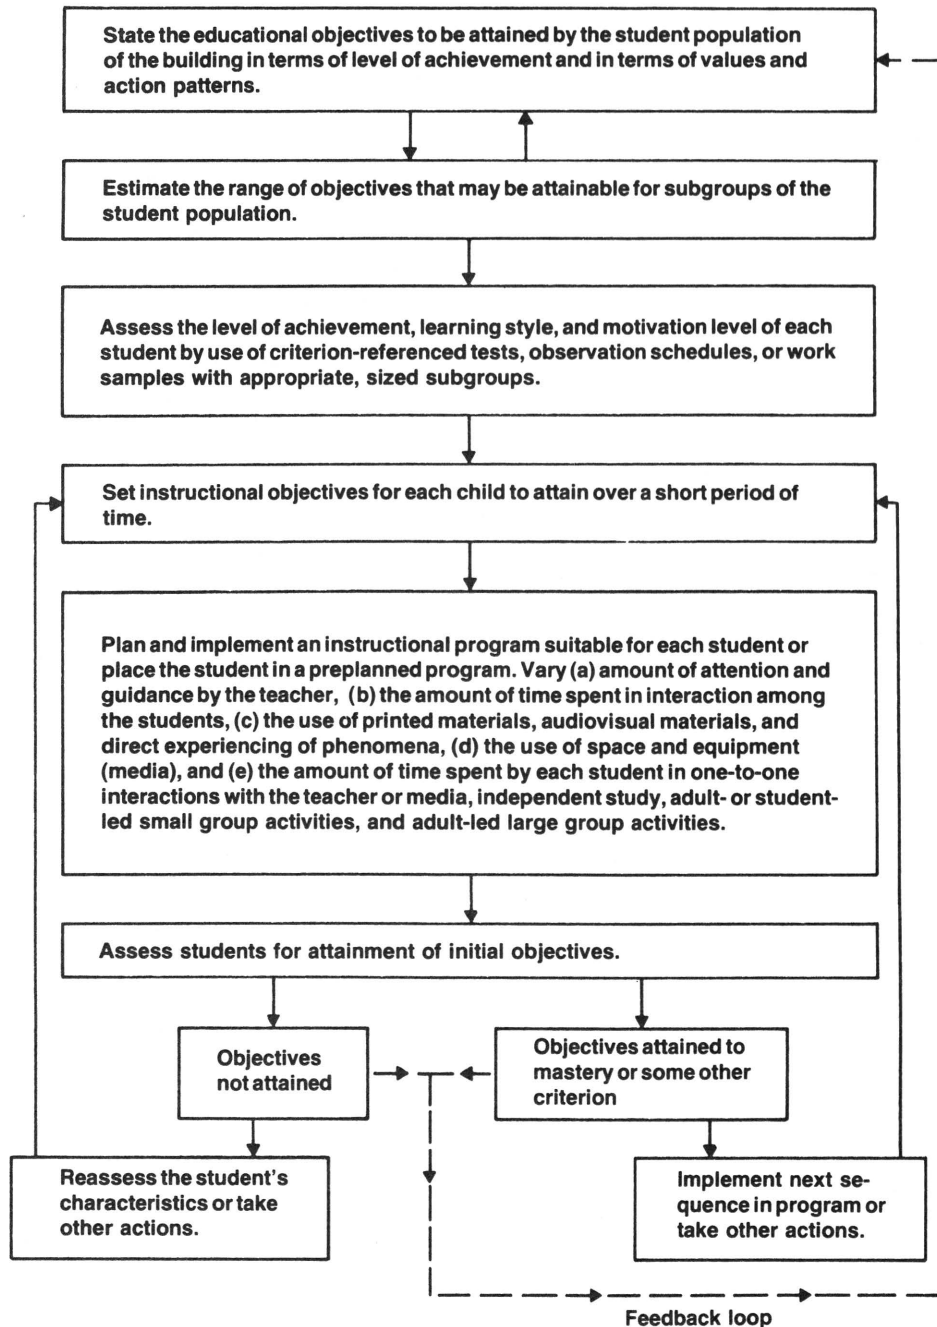 State the educational objectives to be attained by the student population
of the building in terms of level of achievement and in terms of values and
action patterns.
Estimate the range of objectives that may be attainable for subgroups of the
student population.
Assess the level of achievement, learning style, and motivation level of each
student by use of criterion-referenced tests, observation schedules, or work
samples with appropriate, sized subgroups.
Set instructional objectives for each child to attain over a short period of
time.
Plan and implement an instructional program suitable for each student or
place the student in a preplanned program. Vary (a) amount of attention and
guidance by the teacher, (b) the amount of time spent in interaction among
the students, (c) the use of printed materials, audiovisual materials, and
direct experiencing of phenomena, (d) the use of space and equipment
(media), and (e) the amount of time spent by each student in one-to-one
interactions with the teacher or media, independent study, adult- or student-
led small group activities, and adult-led large group activities.
Assess students for attainment of initial objectives.
Objectives
not attained
Objectives attained to
mastery or some other
criterion
Reassess the student's
characteristics or take
other actions.
Implement next se-
quence in program or
take other actions.
Feedback loop